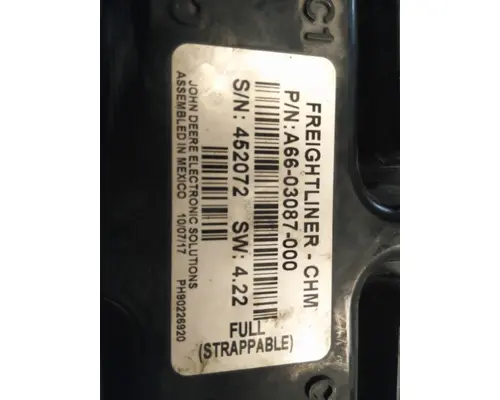 C1
FREIGHTLINER - CHM
P/N: A66-03087-000
S/N: 452072 SW: 4.22
FULL
(STRAPPABLE)
JOHN DEERE ELECTRONIC SOLUTIONS
ASSEMBLED IN MEXICO 10/07/17 PH90226920